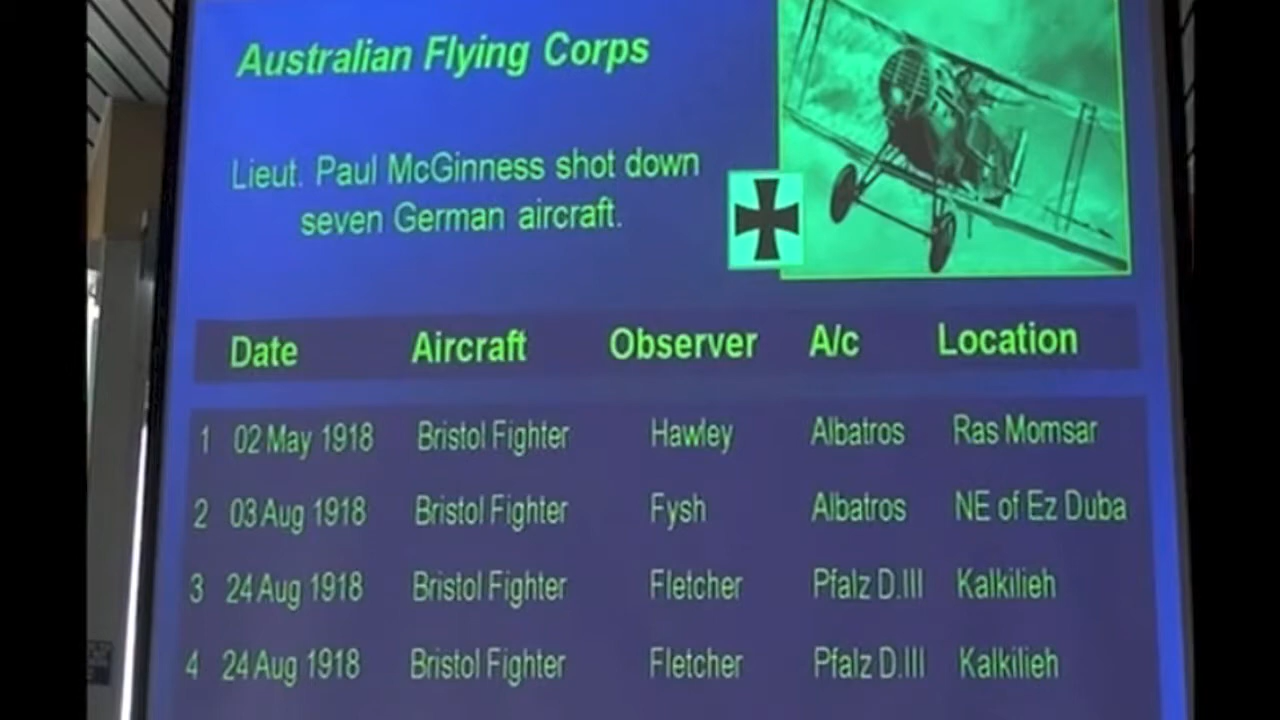 Australian Flying Corps
Lieut. Paul McGinness shot down
seven German aircraft.
Date Aircraft Observer A/c Location
1 02 May 1918 Bristol Fighter Hawley Albatros Ras Momsar
2 03 Aug 1918 Bristol Fighter Fysh Albatros NE of Ez Duba
3 24 Aug 1918 Bristol Fighter Fletcher Pfalz D.III Kalkilieh
4 24 Aug 1918 Bristol Fighter Fletcher Pfalz D.III Kalkilieh